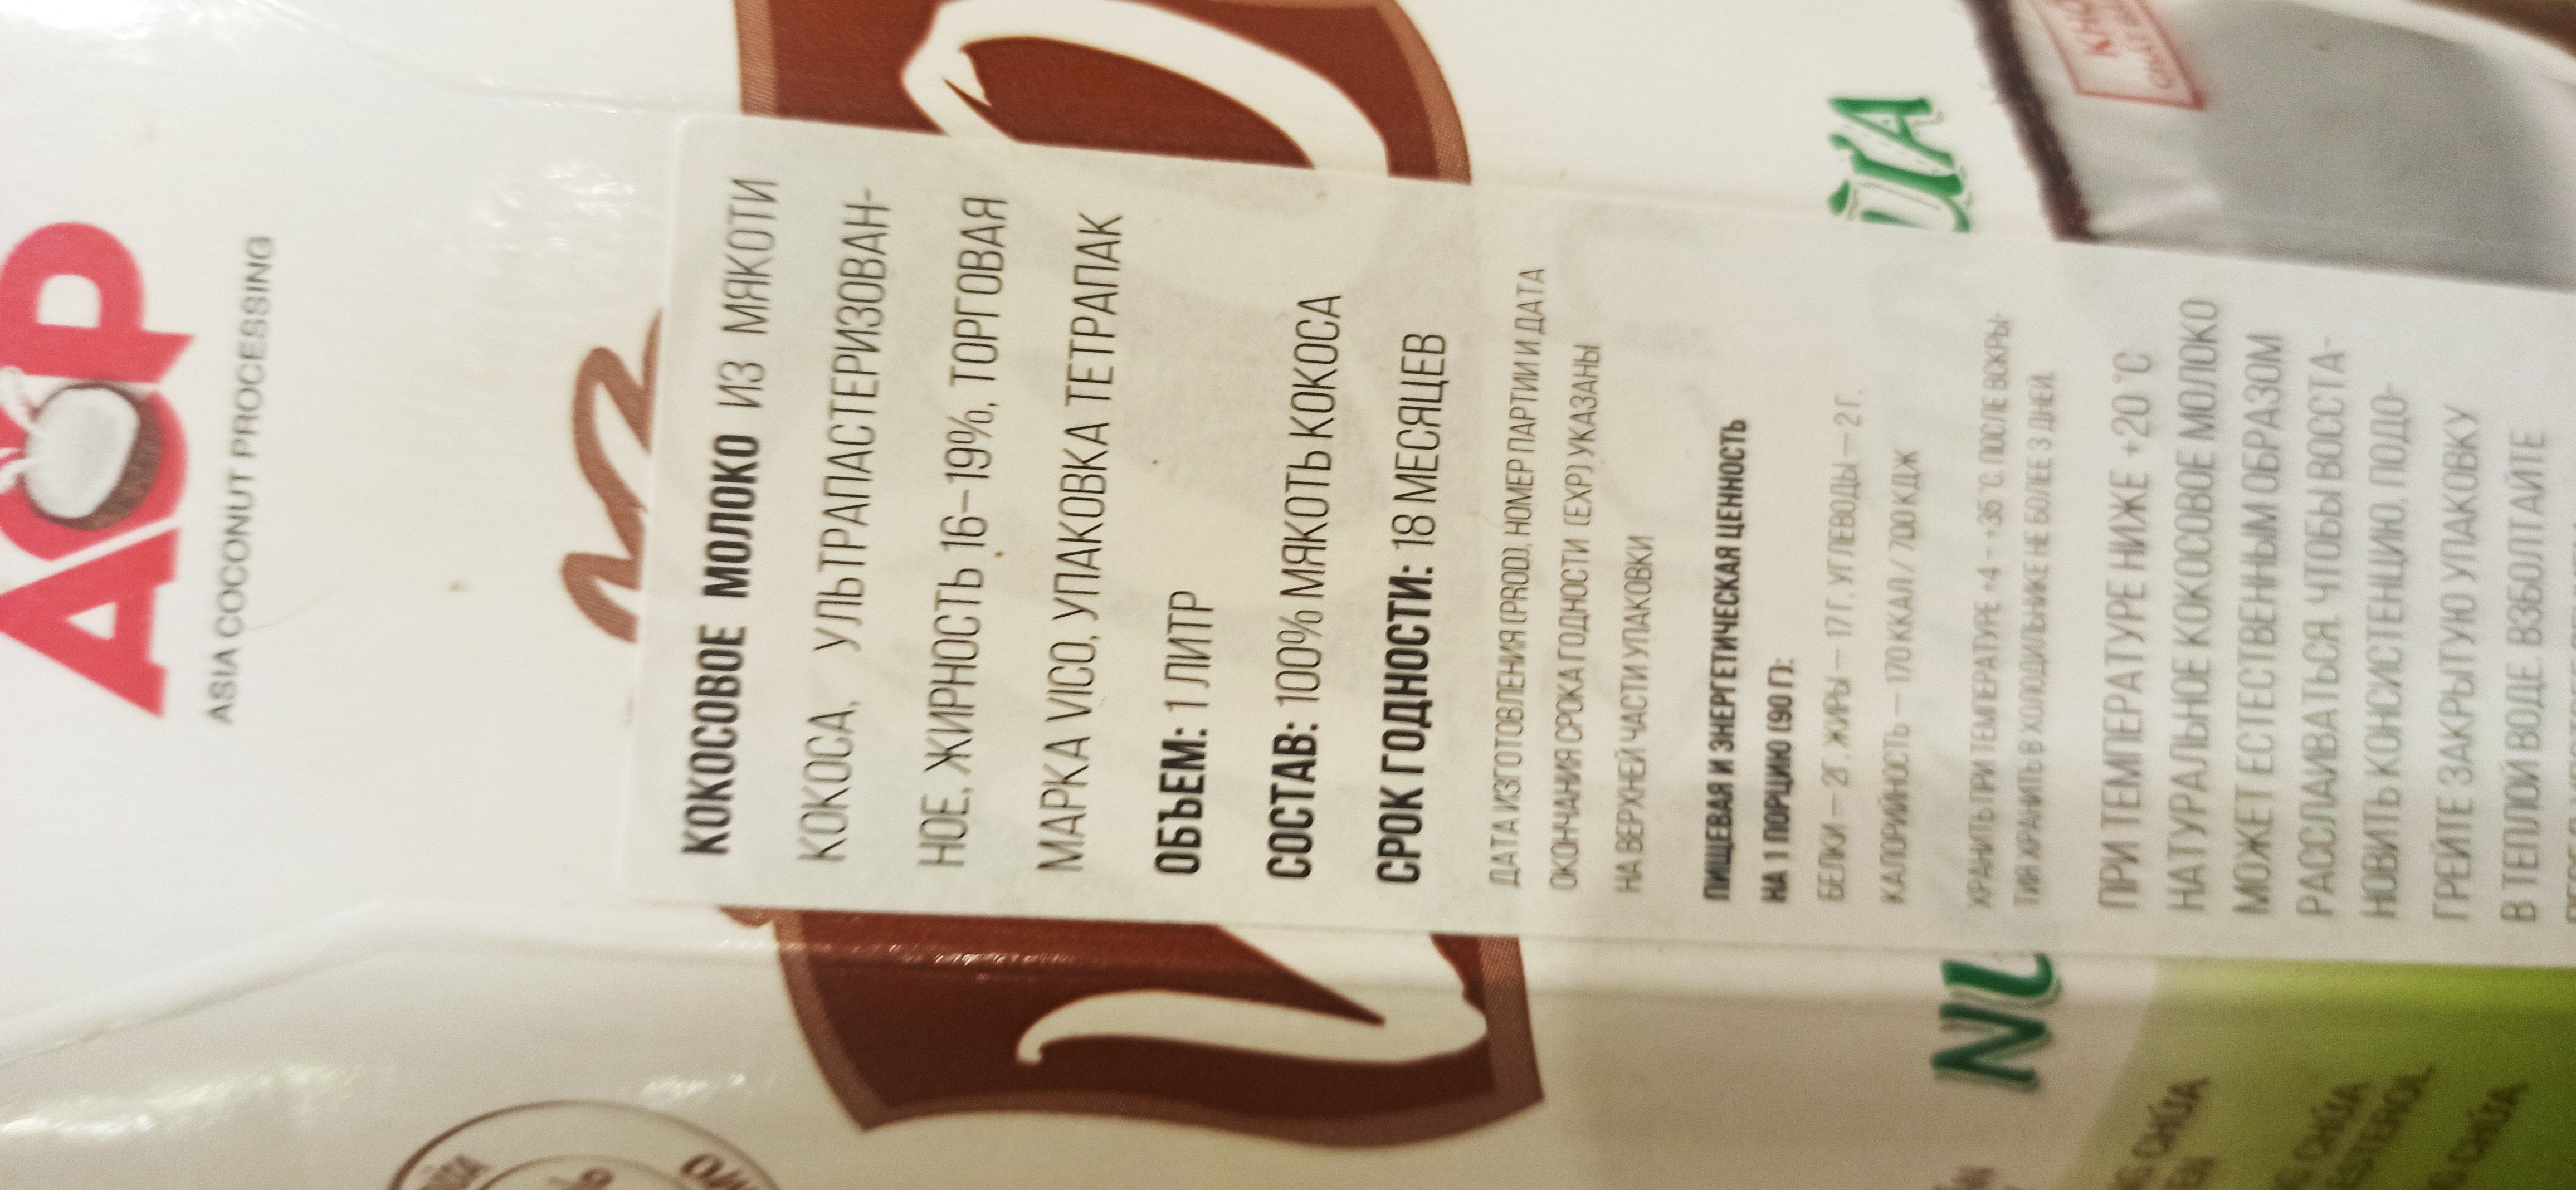 ACP
ASIA COCONUT PROCESSING
КОКОСОВОЕ МОЛОКО ИЗ МЯКОТИ
КОКОСА, УЛЬТРАПАСТЕРИЗОВАН-
НОЕ, ЖИРНОСТЬ 16–19%, ТОРГОВАЯ
МАРКА VICO, УПАКОВКА ТЕТРАПАК
ОБЪЕМ: 1 ЛИТР
СОСТАВ: 100% МЯКОТЬ КОКОСА
СРОК ГОДНОСТИ: 18 МЕСЯЦЕВ
ДАТА ИЗГОТОВЛЕНИЯ (PROD), НОМЕР ПАРТИИ И ДАТА
ОКОНЧАНИЯ СРОКА ГОДНОСТИ (EXP) УКАЗАНЫ
НА ВЕРХНЕЙ ЧАСТИ УПАКОВКИ
ПИЩЕВАЯ И ЭНЕРГЕТИЧЕСКАЯ ЦЕННОСТЬ
НА 1 ПОРЦИЮ (90 Г):
БЕЛКИ — 2Г, ЖИРЫ — 17 Г, УГЛЕВОДЫ — 2 Г.
КАЛОРИЙНОСТЬ — 170 ККАЛ / 700 КДЖ
ХРАНИТЬ ПРИ ТЕМПЕРАТУРЕ +4 - +35 °C. ПОСЛЕ ВСКРЫ-
ТИЯ ХРАНИТЬ В ХОЛОДИЛЬНИКЕ НЕ БОЛЕЕ 3 ДНЕЙ.
ПРИ ТЕМПЕРАТУРЕ НИЖЕ +20 °C
НАТУРАЛЬНОЕ КОКОСОВОЕ МОЛОКО
МОЖЕТ ЕСТЕСТВЕННЫМ ОБРАЗОМ
РАССЛАИВАТЬСЯ. ЧТОБЫ ВОССТА-
НОВИТЬ КОНСИСТЕНЦИЮ, ПОДО-
ГРЕЙТЕ ЗАКРЫТУЮ УПАКОВКУ
В ТЕПЛОЙ ВОДЕ. ВЗБОЛТАЙТЕ
CHÚA
CHÚA
CHÚA